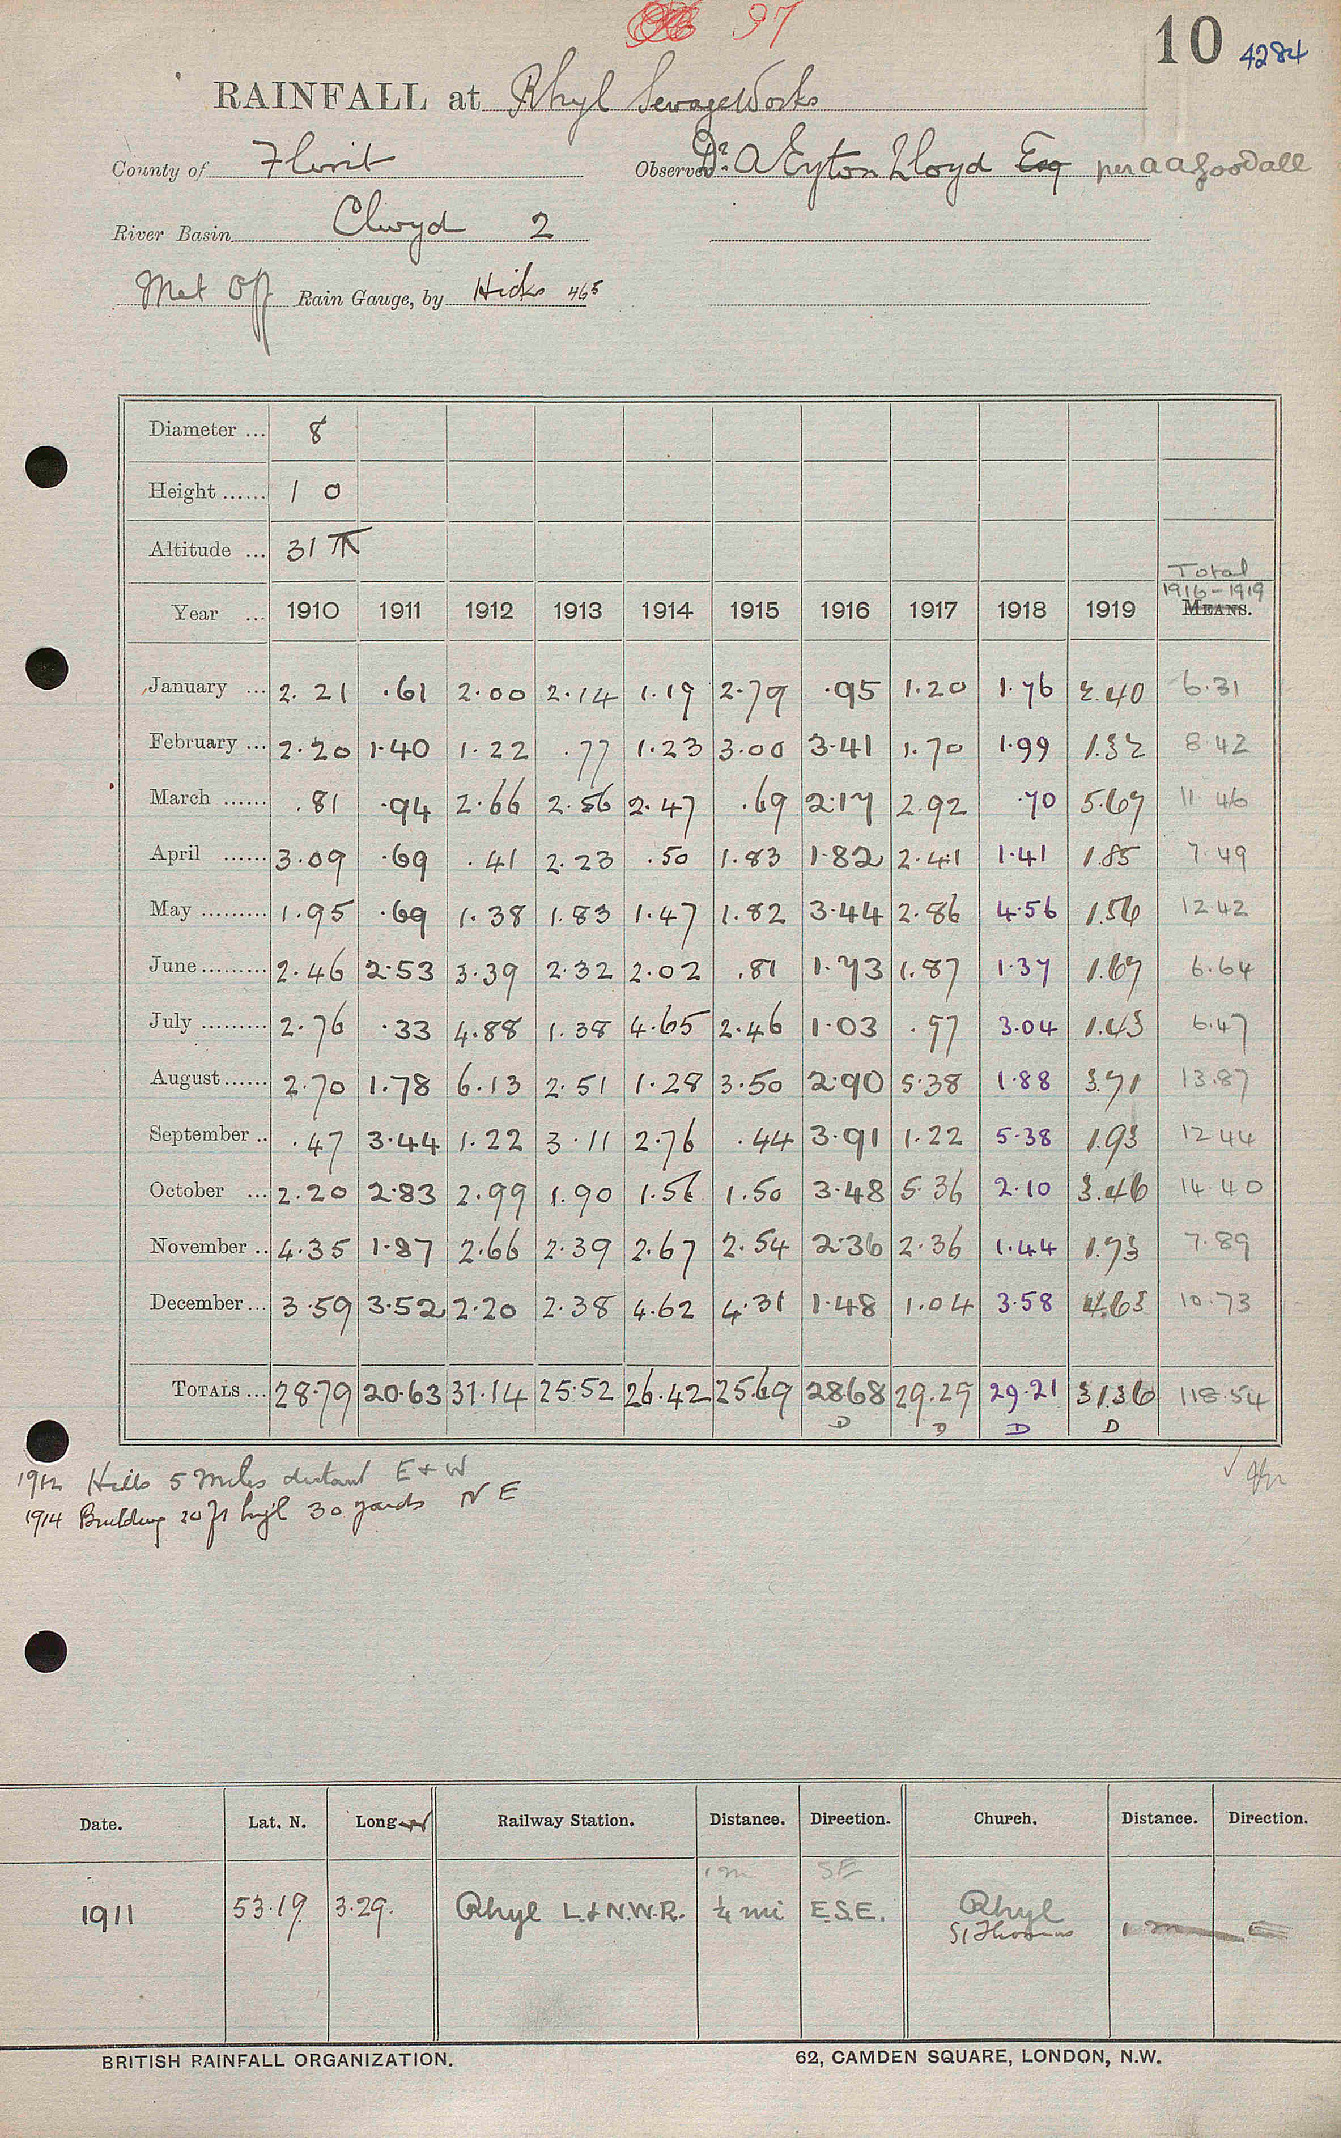 97
10 4284
RAINFALL at Rhyl Sewage Works
County of Flint Observer Dr. A Eyton Lloyd Esq per A A Goodall
River Basin Clwyd 2
Met Off Rain Gauge, by Hicks 465
Diameter ... 8
Height ...... 1 0
Altitude ... 31 ft
Total
1916-1919
Year ... 1910 1911 1912 1913 1914 1915 1916 1917 1918 1919 MEANS.
January ... 2.21 .61 2.00 2.14 1.19 2.79 .95 1.20 1.76 2.40 6.31
February ... 2.20 1.40 1.22 .77 1.23 3.00 3.41 1.70 1.99 1.32 8.42
March ...... .81 .94 2.66 2.56 2.47 .69 2.17 2.92 .70 5.67 11.46
April ...... 3.09 .69 .41 2.23 .50 1.83 1.82 2.41 1.41 1.85 7.49
May ......... 1.95 .69 1.38 1.83 1.47 1.82 3.44 2.86 4.56 1.56 12.42
June ......... 2.46 2.53 3.39 2.32 2.02 .81 1.73 1.87 1.37 1.67 6.64
July ......... 2.76 .33 4.88 1.38 4.65 2.46 1.03 .97 3.04 1.43 6.47
August ...... 2.70 1.78 6.13 2.51 1.28 3.50 2.90 5.38 1.88 3.71 13.87
September .. .47 3.44 1.22 3.11 2.76 .44 3.91 1.22 5.38 1.93 12.44
October ... 2.20 2.83 2.99 1.90 1.56 1.50 3.48 5.36 2.10 3.46 14.40
November .. 4.35 1.87 2.66 2.39 2.67 2.54 2.36 2.36 1.44 1.73 7.89
December ... 3.59 3.52 2.20 2.38 4.62 4.31 1.48 1.04 3.58 4.63 10.73
TOTALS ... 28.79 20.63 31.14 25.52 26.42 25.69 28.68 29.29 29.21 31.36 118.54
D D D D
1912 Hills 5 miles distant E & W
1914 Building 20 ft high 30 yards N E
Date. Lat. N. Long W Railway Station. Distance. Direction. Church. Distance. Direction.
1 m SE
1911 53.19 3.29. Rhyl L & N.W.R. ¼ mi E.S.E. Rhyl
St Thomas 1 m E
BRITISH RAINFALL ORGANIZATION. 62, CAMDEN SQUARE, LONDON, N.W.